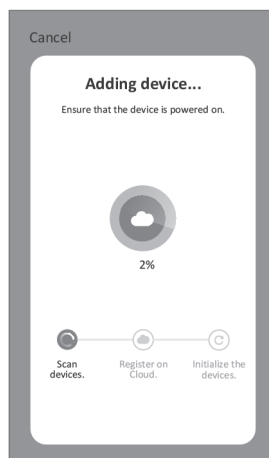 Cancel
Adding device...
Ensure that the device is powered on.
2%
Scan
devices.
Register on
Cloud.
Initialize the
devices.